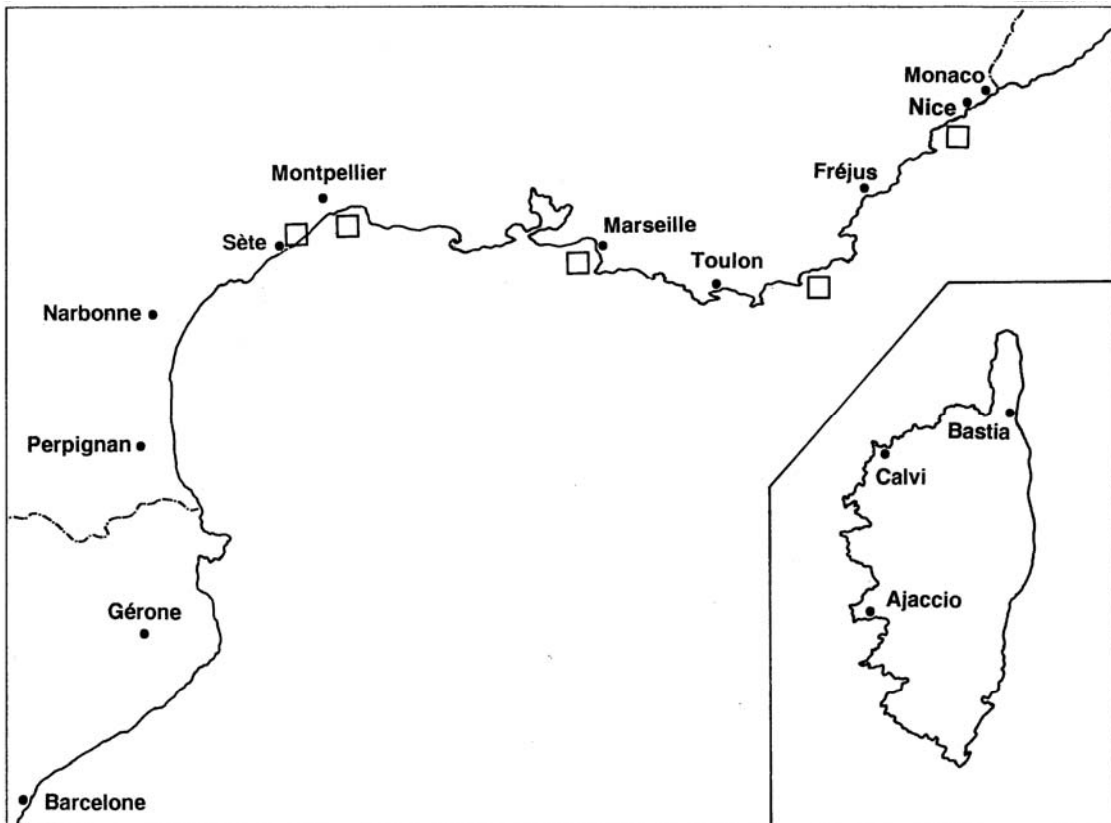 Monaco
Nice
Montpellier
Fréjus
Sète
Marseille
Toulon
Narbonne
Bastia
Perpignan
Calvi
Ajaccio
Gérone
Barcelone